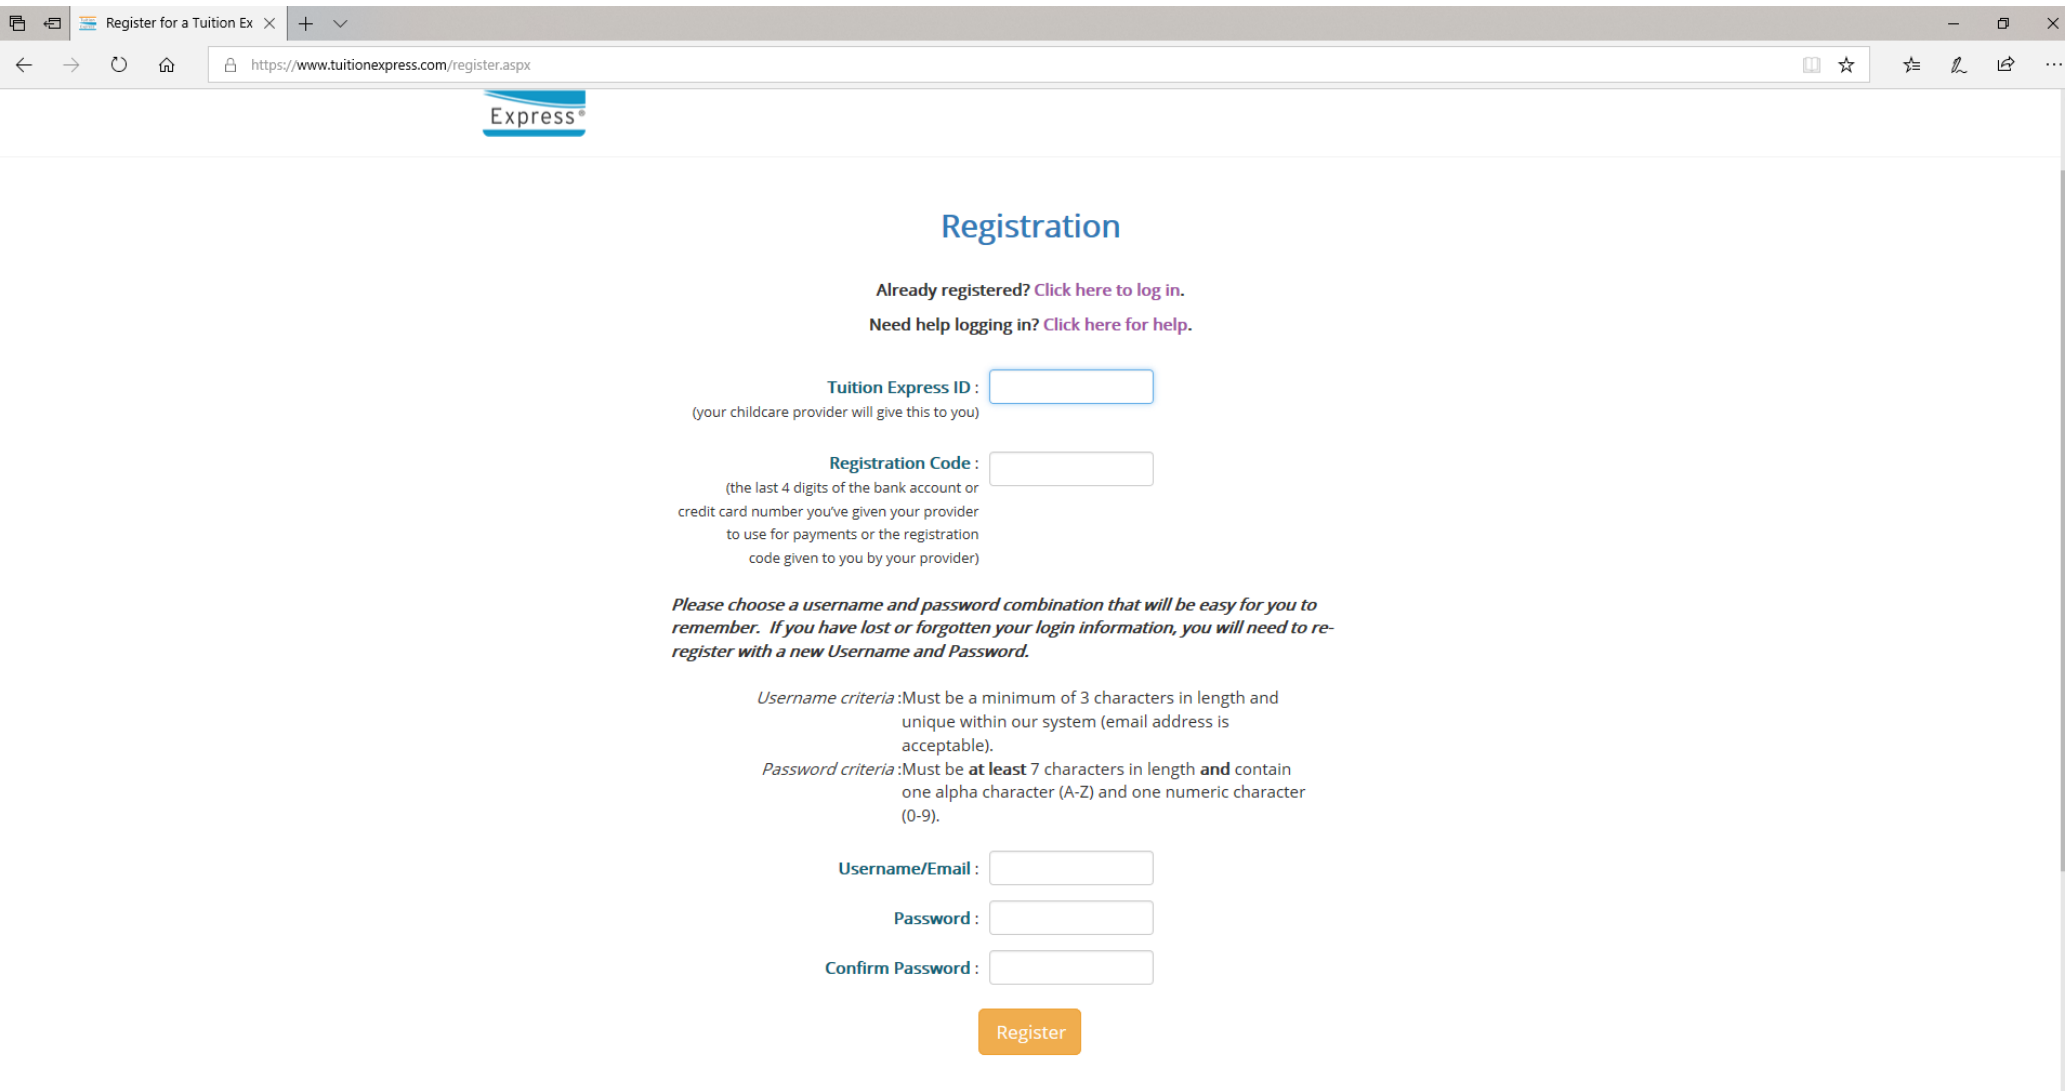 Register for a Tuition Ex
https://www.tuitionexpress.com/register.aspx
Express®
Registration
Already registered? Click here to log in.
Need help logging in? Click here for help.
Tuition Express ID :
(your childcare provider will give this to you)
Registration Code :
(the last 4 digits of the bank account or
credit card number you've given your provider
to use for payments or the registration
code given to you by your provider)
Please choose a username and password combination that will be easy for you to
remember. If you have lost or forgotten your login information, you will need to re-
register with a new Username and Password.
Username criteria :Must be a minimum of 3 characters in length and
unique within our system (email address is
acceptable).
Password criteria :Must be at least 7 characters in length and contain
one alpha character (A-Z) and one numeric character
(0-9).
Username/Email :
Password :
Confirm Password :
Register